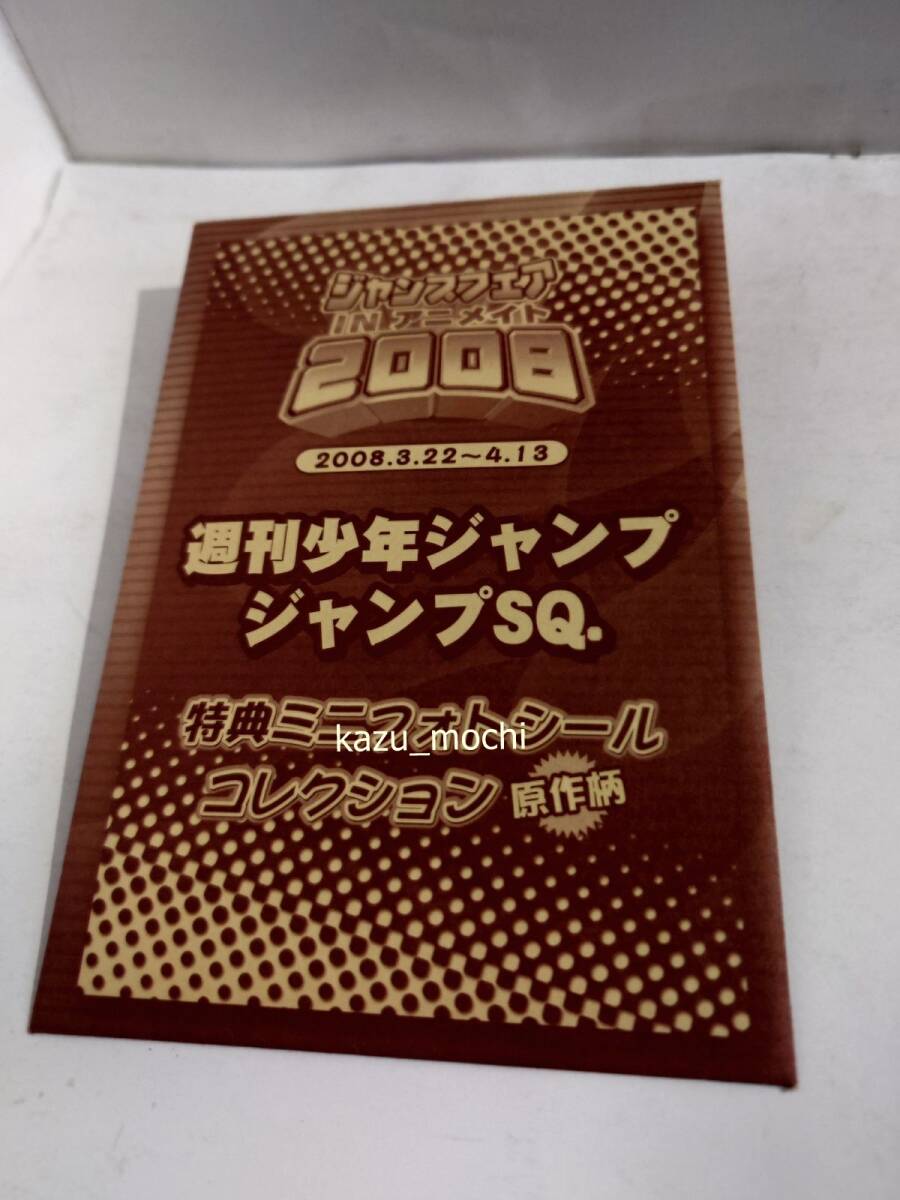 ジャンプフェア
IN アニメイト
2008
2008.3.22～4.13
週刊少年ジャンプ
ジャンプSQ.
特典ミニフォトシール
kazu_mochi
コレクション 原作柄